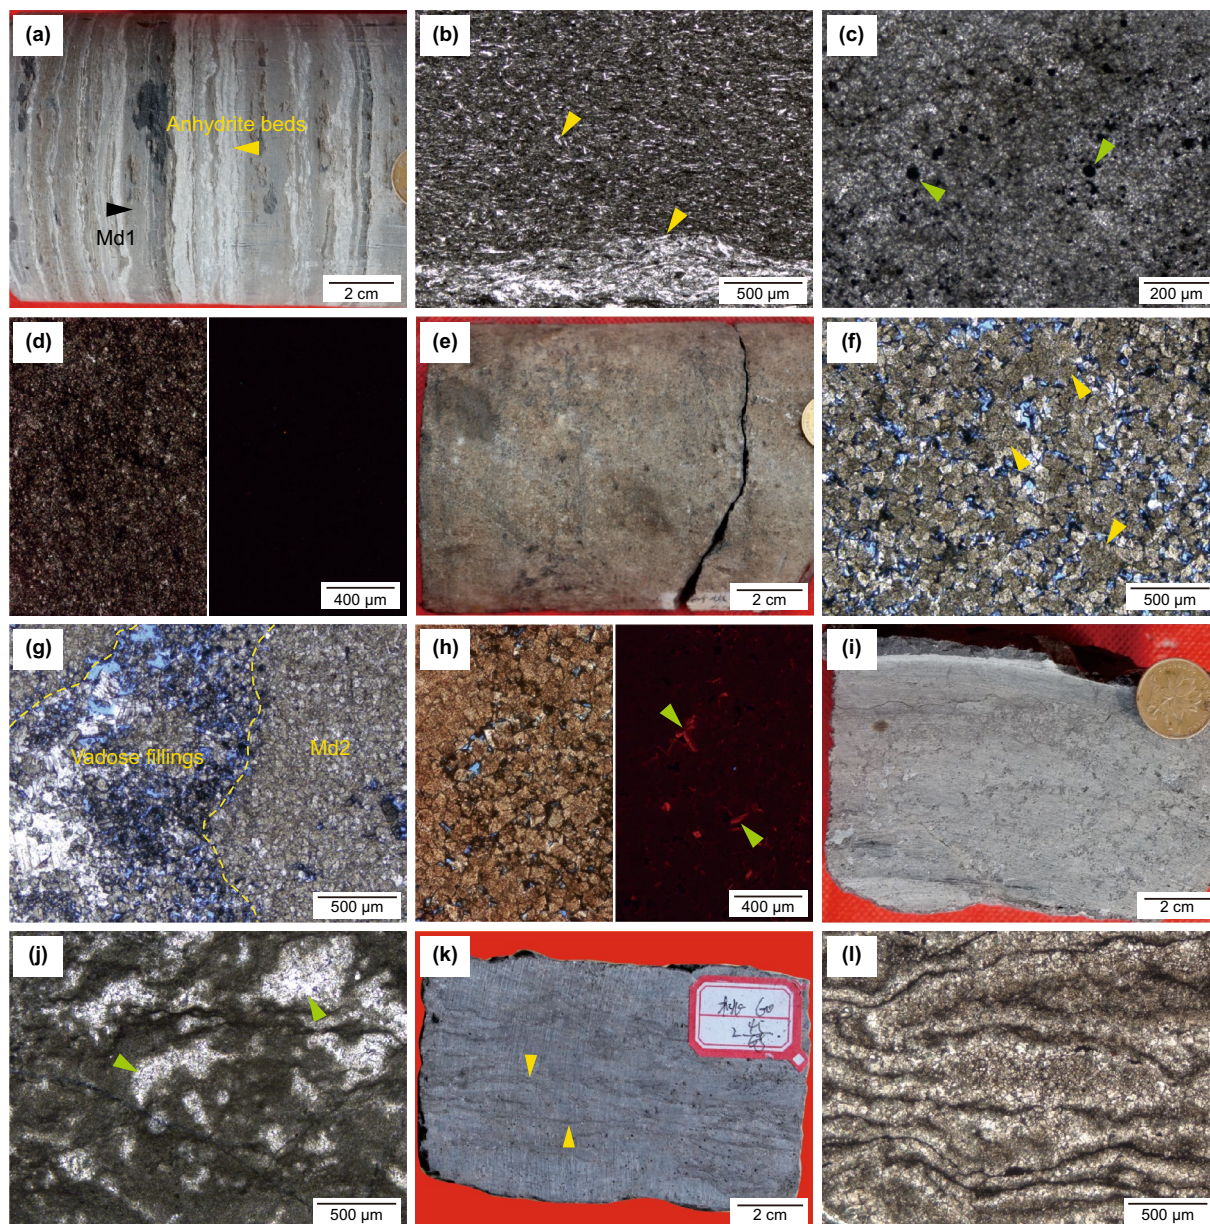 (a)
Anhydrite beds
Md1
2 cm
(b)
500 μm
(c)
200 μm
(d)
400 μm
(e)
2 cm
(f)
500 μm
(g)
Vadose fillings
Md2
500 μm
(h)
400 μm
(i)
2 cm
(j)
500 μm
(k)
2 cm
(l)
500 μm